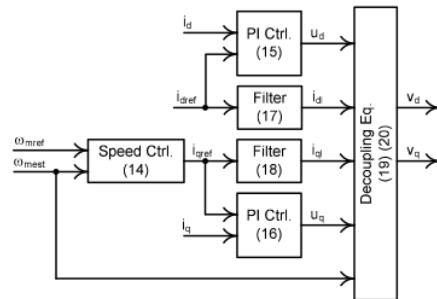 i_d
PI Ctrl.
(15)
u_d
i_dref
Filter
(17)
i_dl
v_d
ω_mref
ω_mest
Speed Ctrl.
(14)
i_qref
Filter
(18)
i_ql
v_q
i_q
PI Ctrl.
(16)
u_q
Decoupling Eq.
(19) (20)